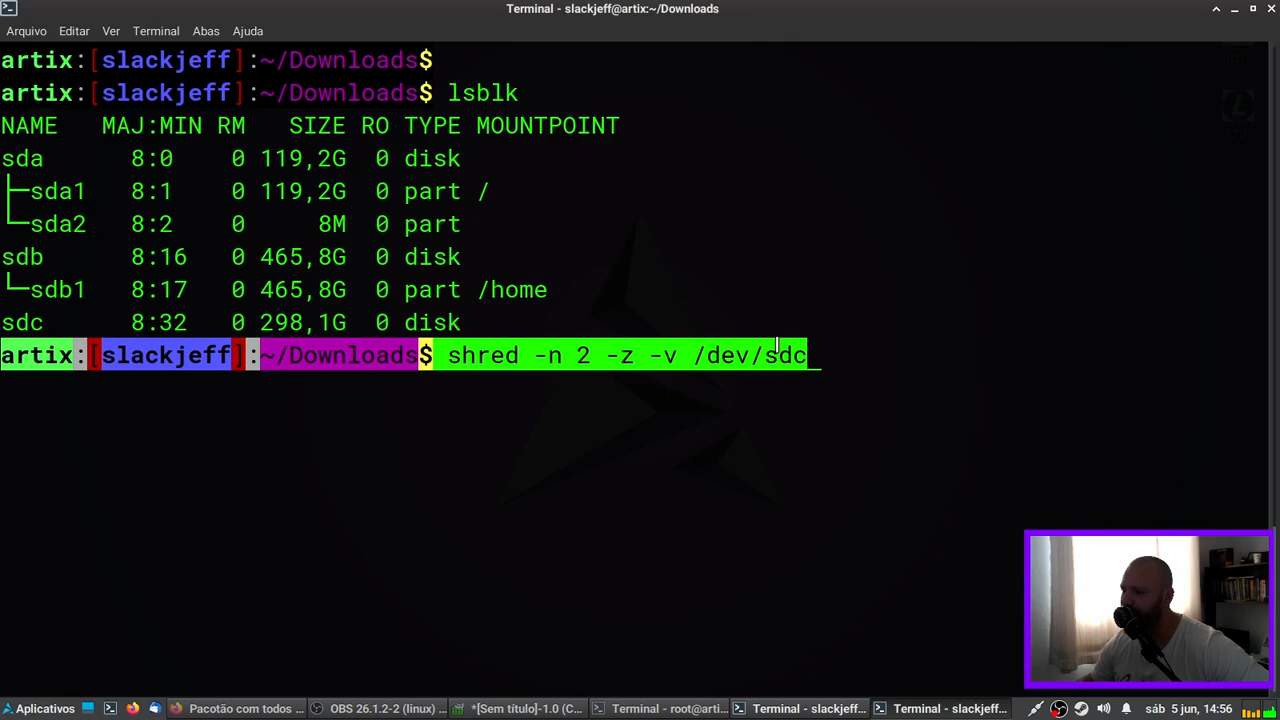 Terminal - slackjeff@artix:~/Downloads
Arquivo Editar Ver Terminal Abas Ajuda
artix:[slackjeff]:~/Downloads$
artix:[slackjeff]:~/Downloads$ lsblk
NAME MAJ:MIN RM SIZE RO TYPE MOUNTPOINT
sda 8:0 0 119,2G 0 disk
├─sda1 8:1 0 119,2G 0 part /
└─sda2 8:2 0 8M 0 part
sdb 8:16 0 465,8G 0 disk
└─sdb1 8:17 0 465,8G 0 part /home
sdc 8:32 0 298,1G 0 disk
artix:[slackjeff]:~/Downloads$ shred -n 2 -z -v /dev/sdc_
Aplicativos Pacotão com todos ... OBS 26.1.2-2 (linux) ... *[Sem título]-1.0 (C... Terminal - root@arti... Terminal - slackjeff... Terminal - slackjeff... sáb 5 jun, 14:56